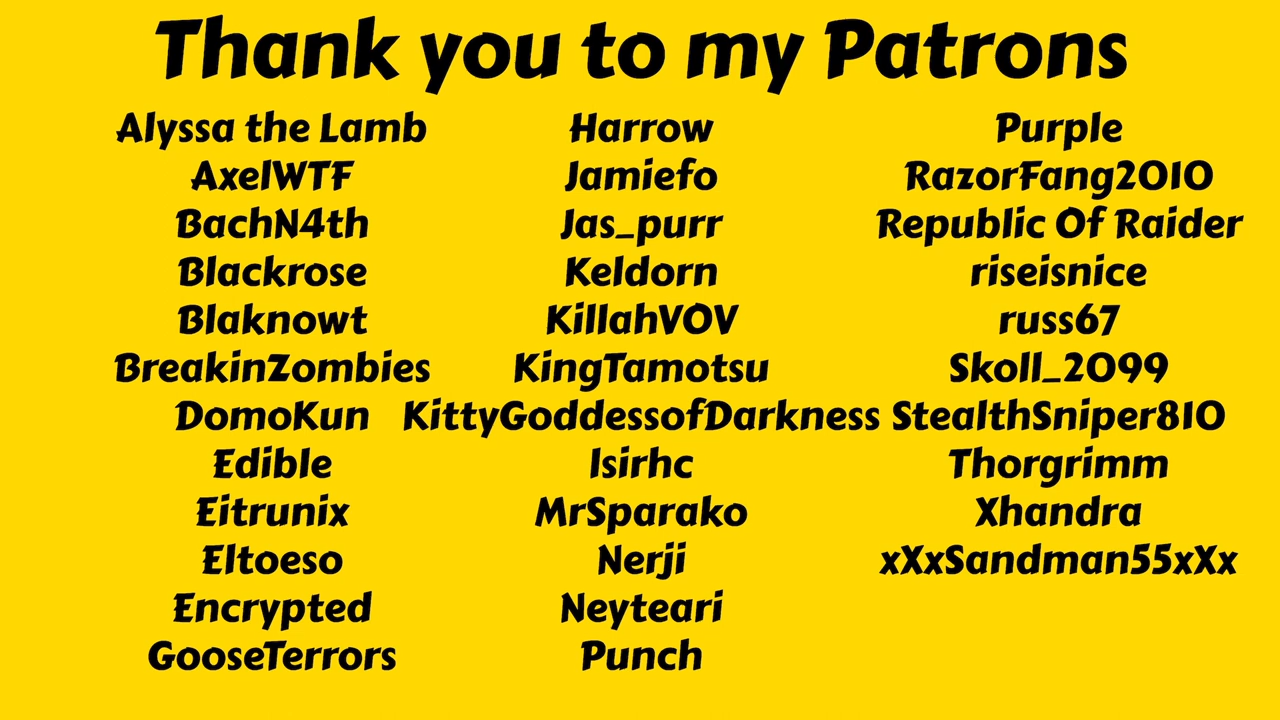 Thank you to my Patrons
Alyssa the Lamb
AxelWTF
BachN4th
Blackrose
Blaknowt
BreakinZombies
DomoKun
Edible
Eitrunix
Eltoeso
Encrypted
GooseTerrors
Harrow
Jamiefo
Jas_purr
Keldorn
KillahVOV
KingTamotsu
KittyGoddessofDarkness
lsirhc
MrSparako
Nerji
Neyteari
Punch
Purple
RazorFang2010
Republic Of Raider
riseisnice
russ67
Skoll_2099
StealthSniper810
Thorgrimm
Xhandra
xXxSandman55xXx